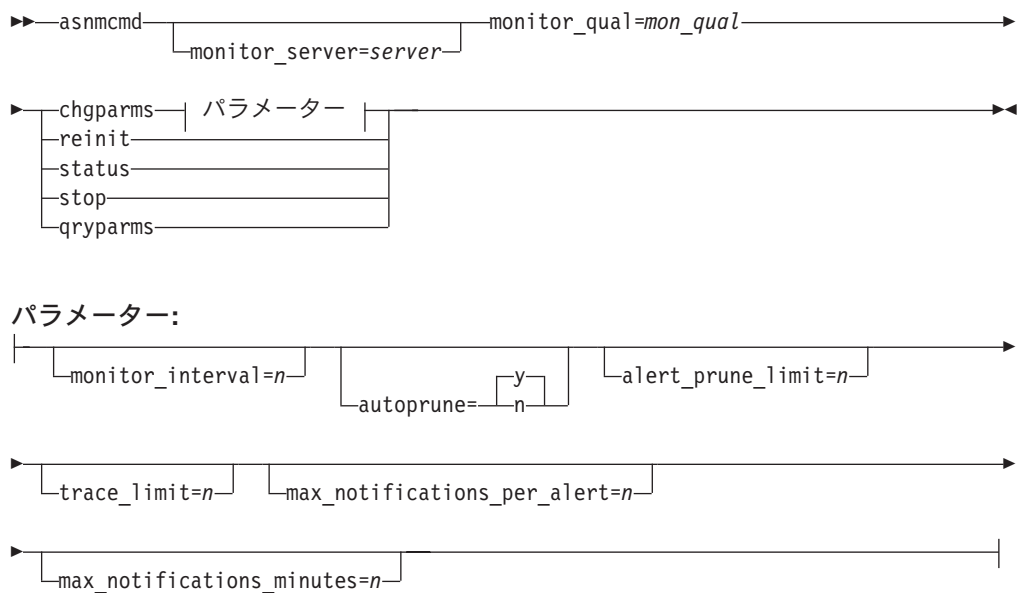 asnmcmd monitor_qual=mon_qual
monitor_server=server
chgparms パラメーター
reinit
status
stop
qryparms
パラメーター:
monitor_interval=n y alert_prune_limit=n
autoprune= n
trace_limit=n max_notifications_per_alert=n
max_notifications_minutes=n